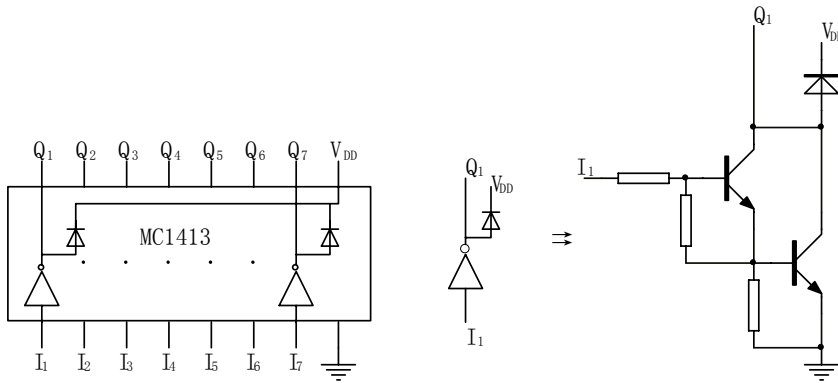 Q1 Q2 Q3 Q4 Q5 Q6 Q7 VDD
MC1413
I1 I2 I3 I4 I5 I6 I7
Q1
VDD
I1
Q1
VDD
I1